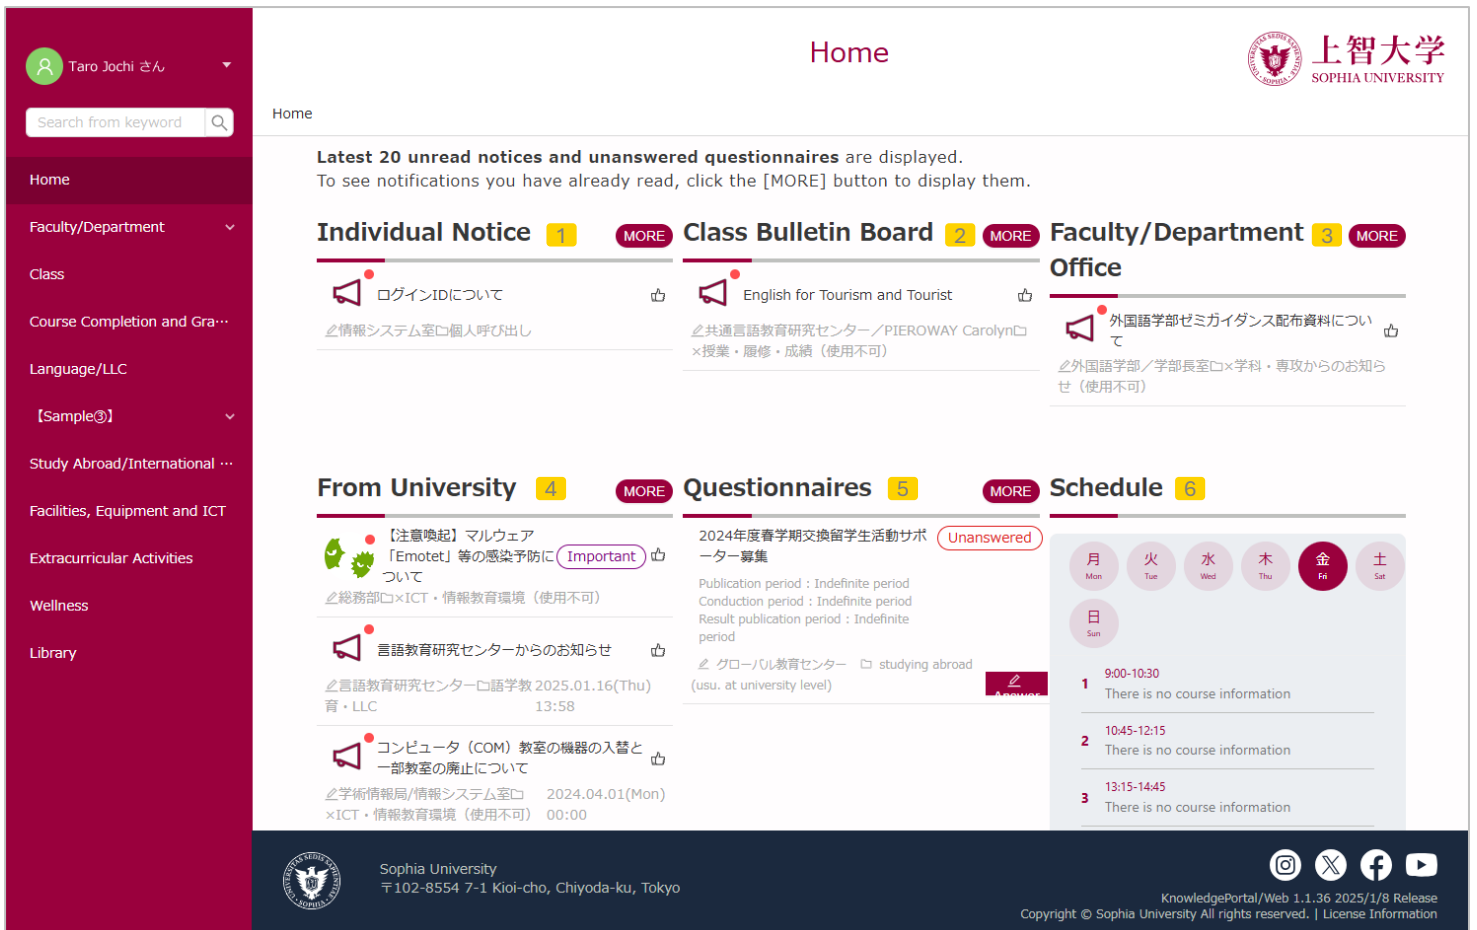 Taro Jochi さん
Search from keyword
Home
Faculty/Department
Class
Course Completion and Gra…
Language/LLC
【Sample③】
Study Abroad/International …
Facilities, Equipment and ICT
Extracurricular Activities
Wellness
Library
Home
上智大学
SOPHIA UNIVERSITY
Home
Latest 20 unread notices and unanswered questionnaires are displayed.
To see notifications you have already read, click the [MORE] button to display them.
Individual Notice 1 MORE
ログインIDについて
情報システム室 個人呼び出し
Class Bulletin Board 2 MORE
English for Tourism and Tourist
共通言語教育研究センター／PIEROWAY Carolyn
×授業・履修・成績（使用不可）
Faculty/Department 3 MORE
Office
外国語学部ゼミガイダンス配布資料につい
て
外国語学部／学部長室 ×学科・専攻からのお知ら
せ（使用不可）
From University 4 MORE
【注意喚起】マルウェア
「Emotet」等の感染予防に Important
ついて
総務部 ×ICT・情報教育環境（使用不可）
言語教育研究センターからのお知らせ
言語教育研究センター 語学教 2025.01.16(Thu)
育・LLC 13:58
コンピュータ（COM）教室の機器の入替と
一部教室の廃止について
学術情報局/情報システム室 2024.04.01(Mon)
×ICT・情報教育環境（使用不可） 00:00
Questionnaires 5 MORE
2024年度春学期交換留学生活動サポ Unanswered
ーター募集
Publication period : Indefinite period
Conduction period : Indefinite period
Result publication period : Indefinite
period
グローバル教育センター studying abroad
(usu. at university level)
Answer
Schedule 6
月 火 水 木 金 土
Mon Tue Wed Thu Fri Sat
日
Sun
1 9:00-10:30
There is no course information
2 10:45-12:15
There is no course information
3 13:15-14:45
There is no course information
Sophia University
〒102-8554 7-1 Kioi-cho, Chiyoda-ku, Tokyo
KnowledgePortal/Web 1.1.36 2025/1/8 Release
Copyright © Sophia University All rights reserved. | License Information